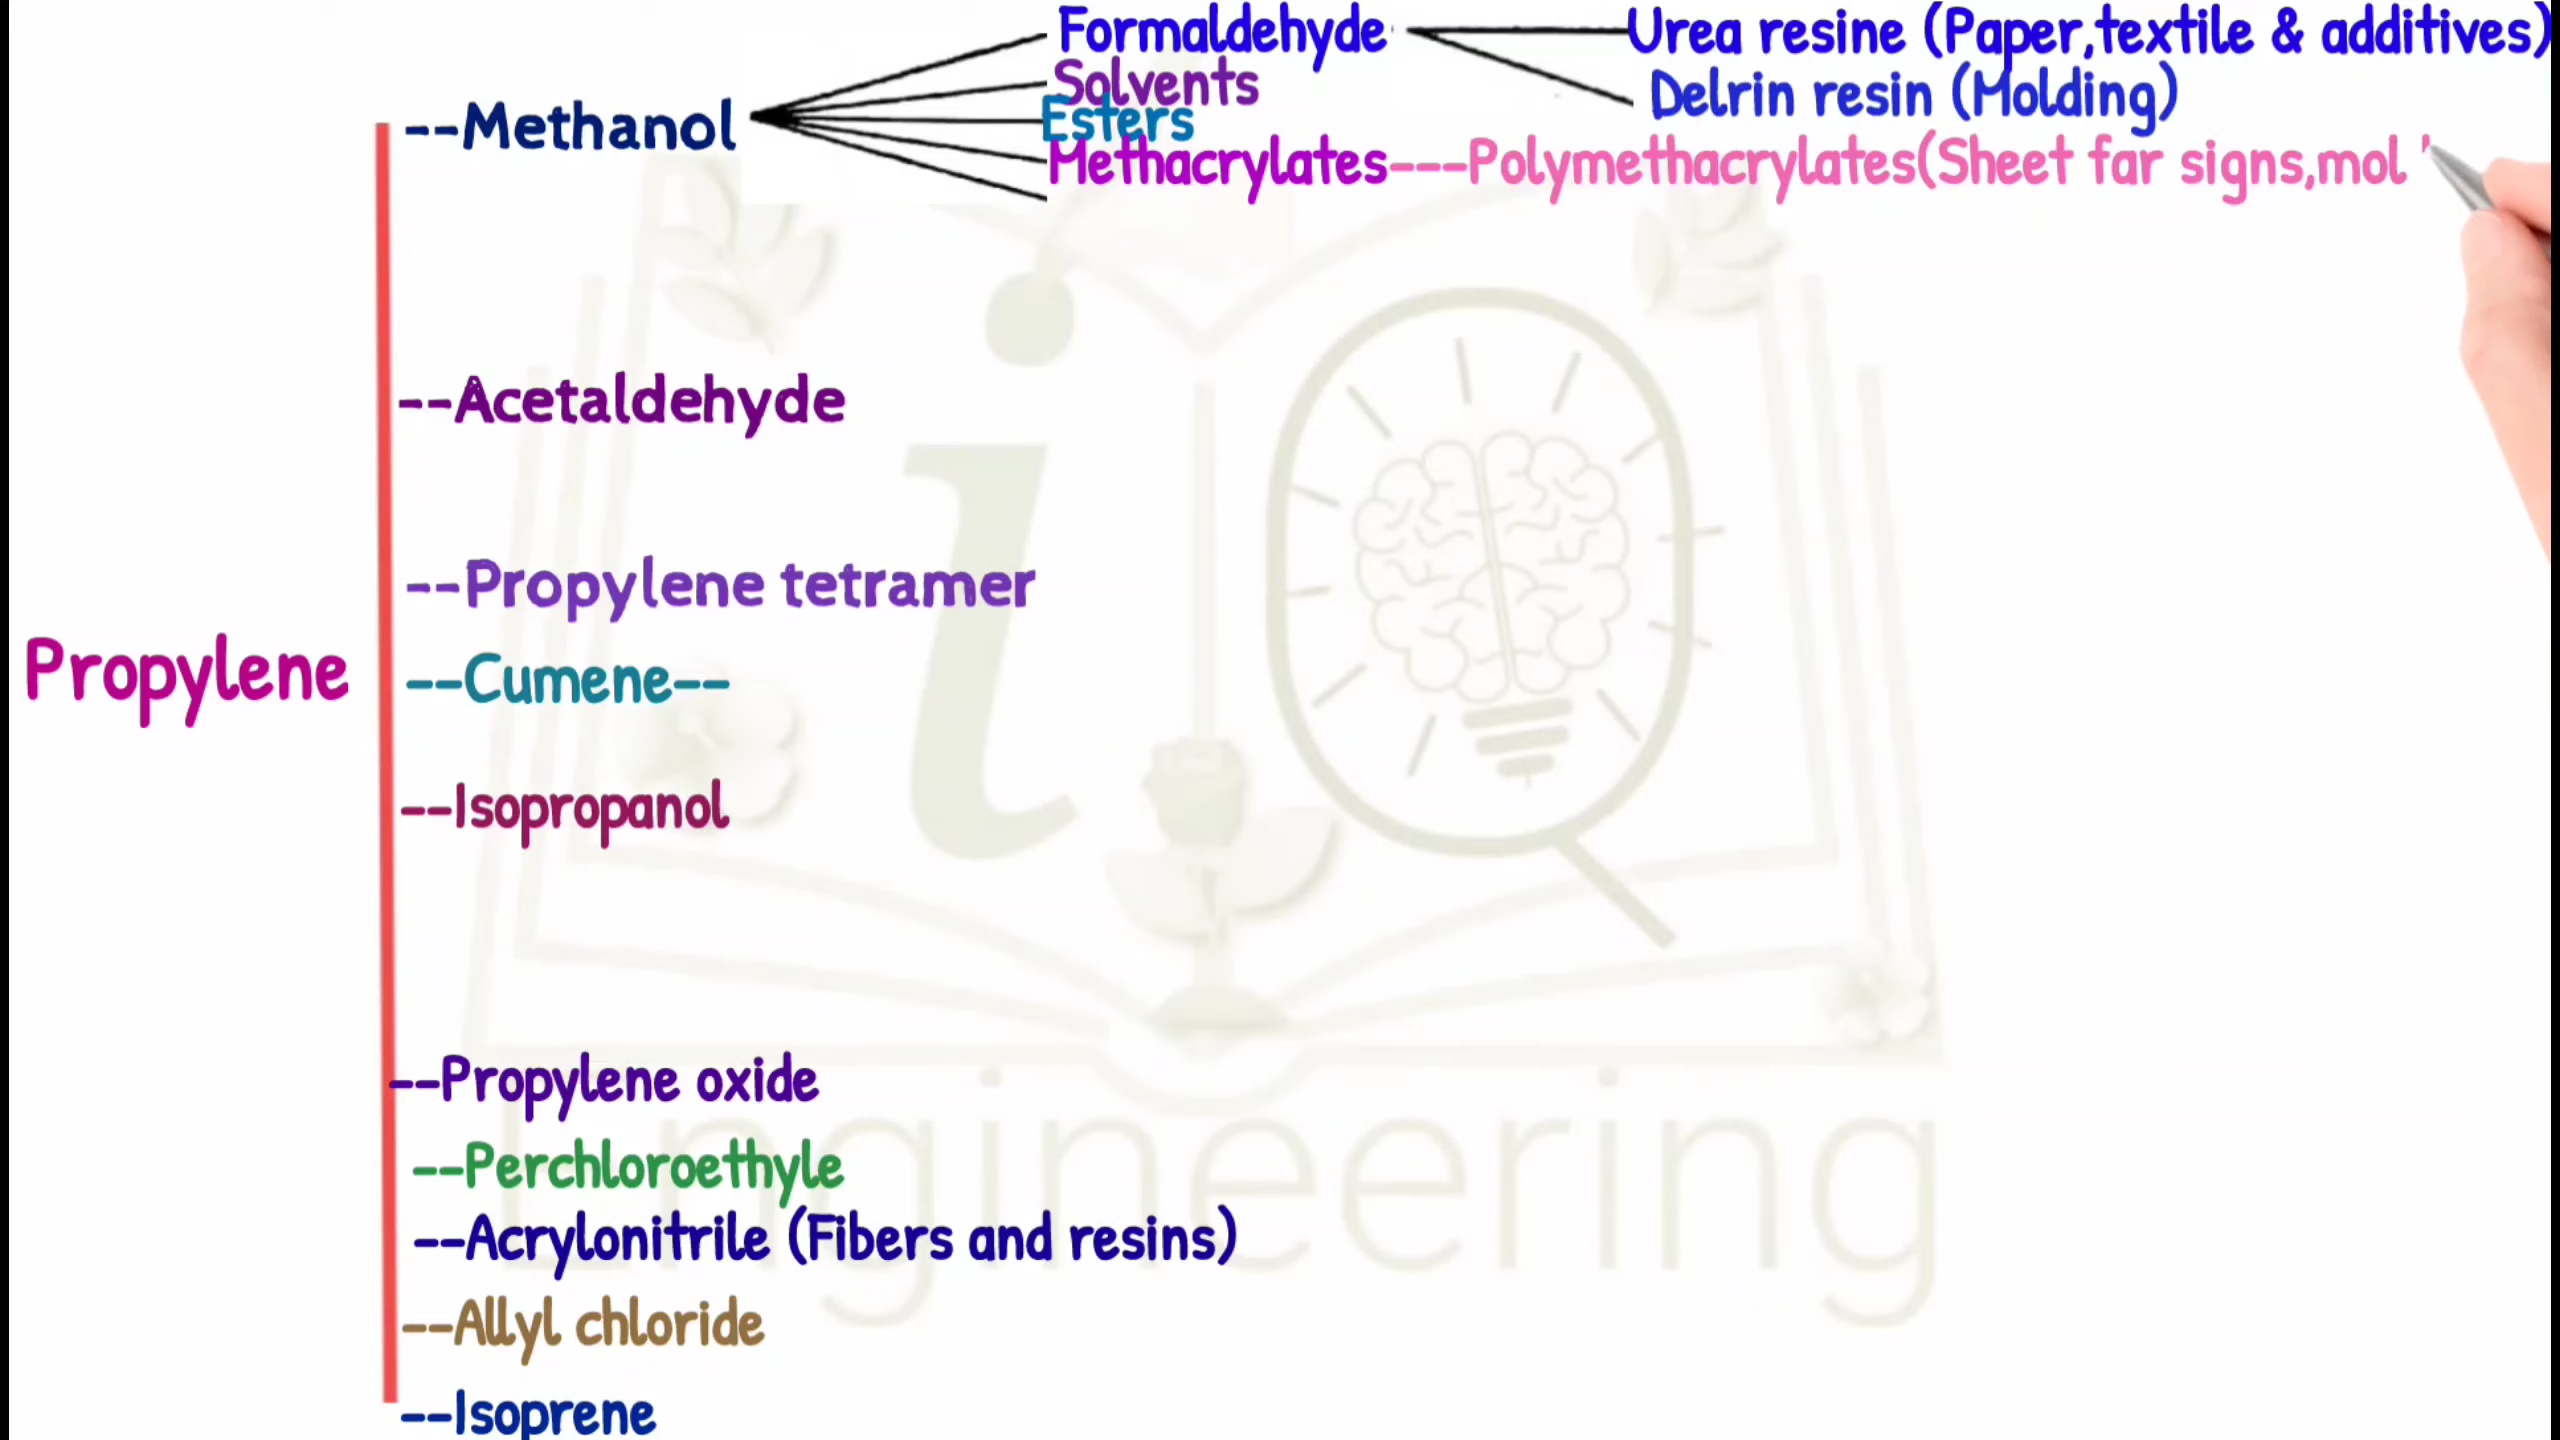 Formaldehyde
Urea resine (Paper,textile & additives)
Solvents
Delrin resin (Molding)
--Methanol
Esters
Methacrylates---Polymethacrylates(Sheet far signs,mol
--Acetaldehyde
--Propylene tetramer
Propylene
--Cumene--
--Isopropanol
--Propylene oxide
--Perchloroethyle
--Acrylonitrile (Fibers and resins)
--Allyl chloride
--Isoprene
i
Engineering